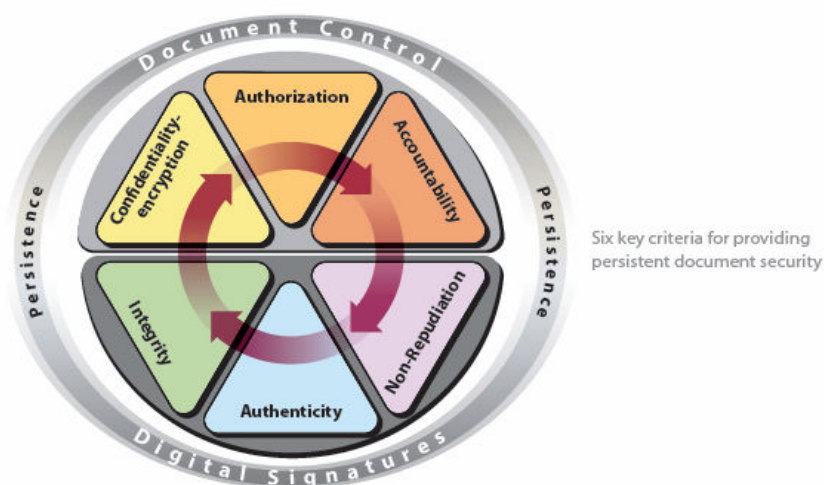 Document Control
Authorization
Confidentiality-
encryption
Accountability
Persistence
Persistence
Six key criteria for providing
persistent document security
Integrity
Non-Repudiation
Authenticity
Digital Signatures